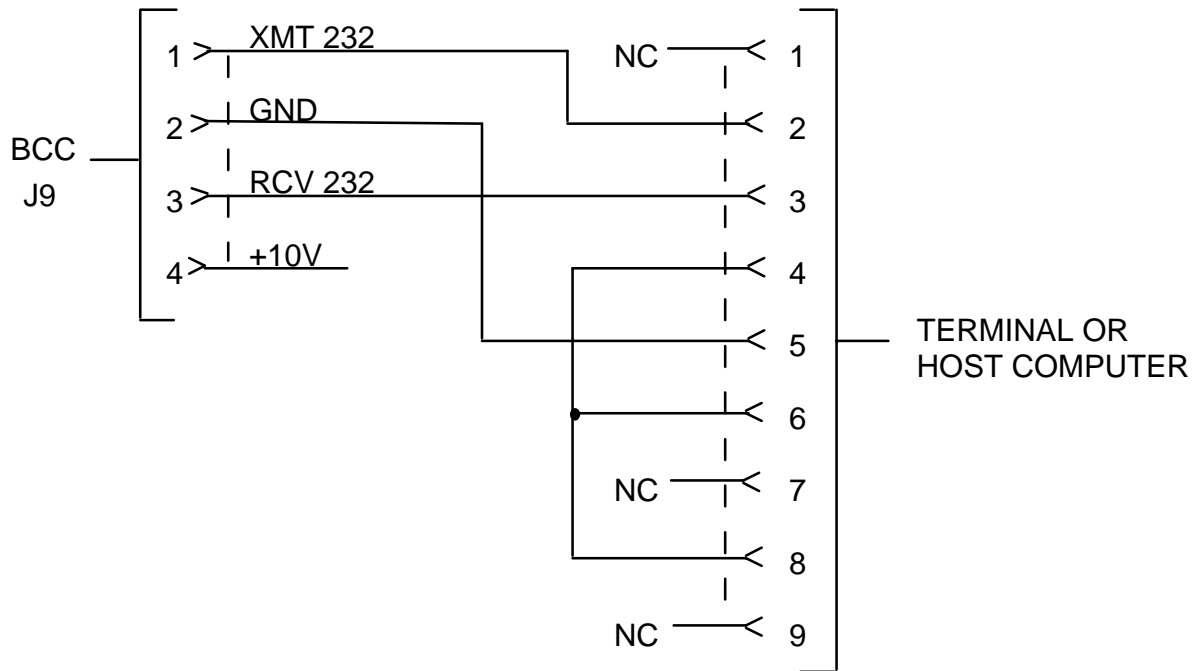 BCC
J9
1 XMT 232
2 GND
3 RCV 232
4 +10V
NC 1
2
3
4
5
6
NC 7
8
NC 9
TERMINAL OR
HOST COMPUTER